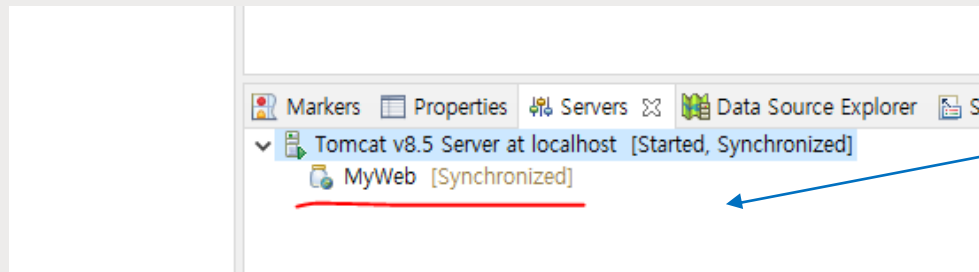 Markers Properties Servers Data Source Explorer S
Tomcat v8.5 Server at localhost [Started, Synchronized]
MyWeb [Synchronized]